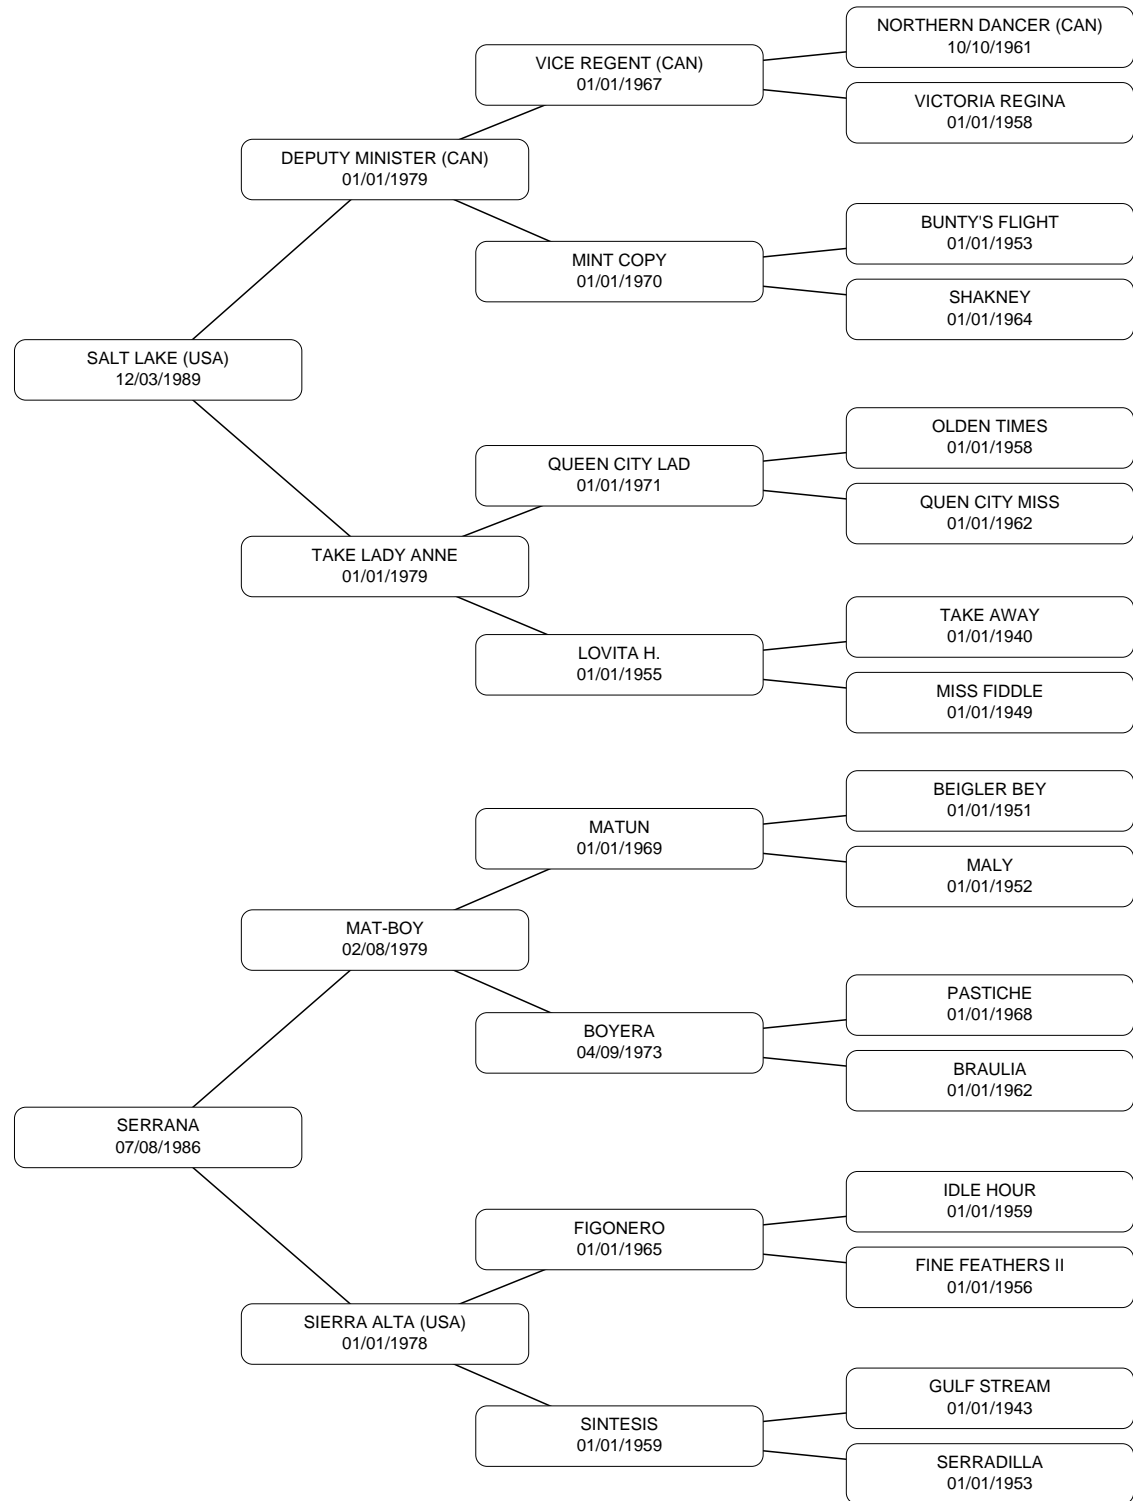 NORTHERN DANCER (CAN)
10/10/1961
VICE REGENT (CAN)
01/01/1967
VICTORIA REGINA
01/01/1958
DEPUTY MINISTER (CAN)
01/01/1979
BUNTY'S FLIGHT
01/01/1953
MINT COPY
01/01/1970
SHAKNEY
01/01/1964
SALT LAKE (USA)
12/03/1989
OLDEN TIMES
01/01/1958
QUEEN CITY LAD
01/01/1971
QUEN CITY MISS
01/01/1962
TAKE LADY ANNE
01/01/1979
TAKE AWAY
01/01/1940
LOVITA H.
01/01/1955
MISS FIDDLE
01/01/1949
BEIGLER BEY
01/01/1951
MATUN
01/01/1969
MALY
01/01/1952
MAT-BOY
02/08/1979
PASTICHE
01/01/1968
BOYERA
04/09/1973
BRAULIA
01/01/1962
SERRANA
07/08/1986
IDLE HOUR
01/01/1959
FIGONERO
01/01/1965
FINE FEATHERS II
01/01/1956
SIERRA ALTA (USA)
01/01/1978
GULF STREAM
01/01/1943
SINTESIS
01/01/1959
SERRADILLA
01/01/1953